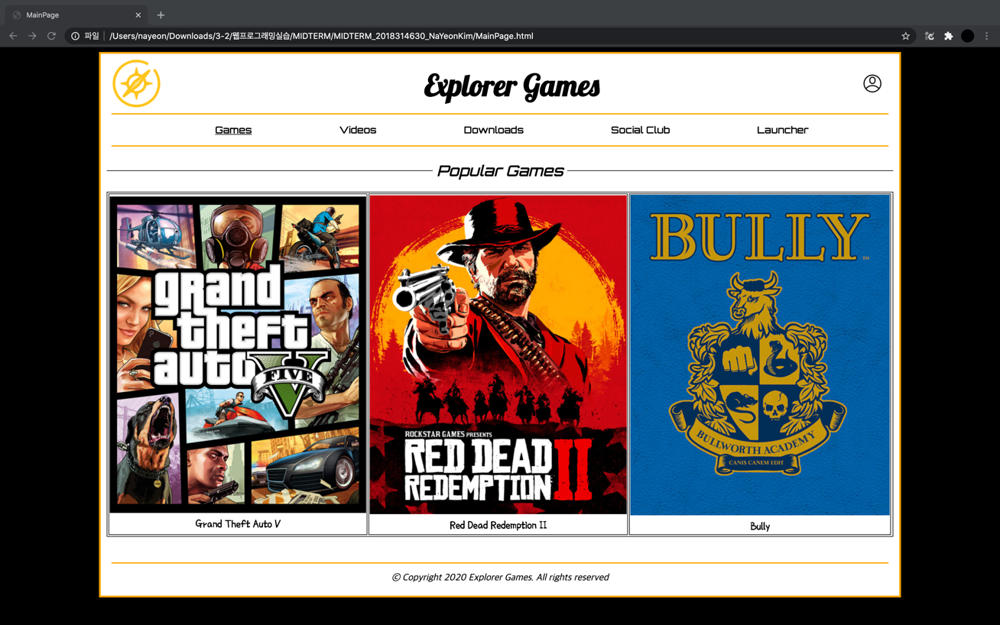 MainPage
파일 /Users/nayeon/Downloads/3-2/웹프로그래밍실습/MIDTERM/MIDTERM_2018314630_NaYeonKim/MainPage.html
Explorer Games
Games Videos Downloads Social Club Launcher
Popular Games
grand
theft
auto
FIVE
V
ROCKSTAR GAMES PRESENTS
RED DEAD
REDEMPTION
II
BULLY™
BULLWORTH ACADEMY
CANIS CANEM EDIT
Grand Theft Auto V
Red Dead Redemption II
Bully
© Copyright 2020 Explorer Games. All rights reserved